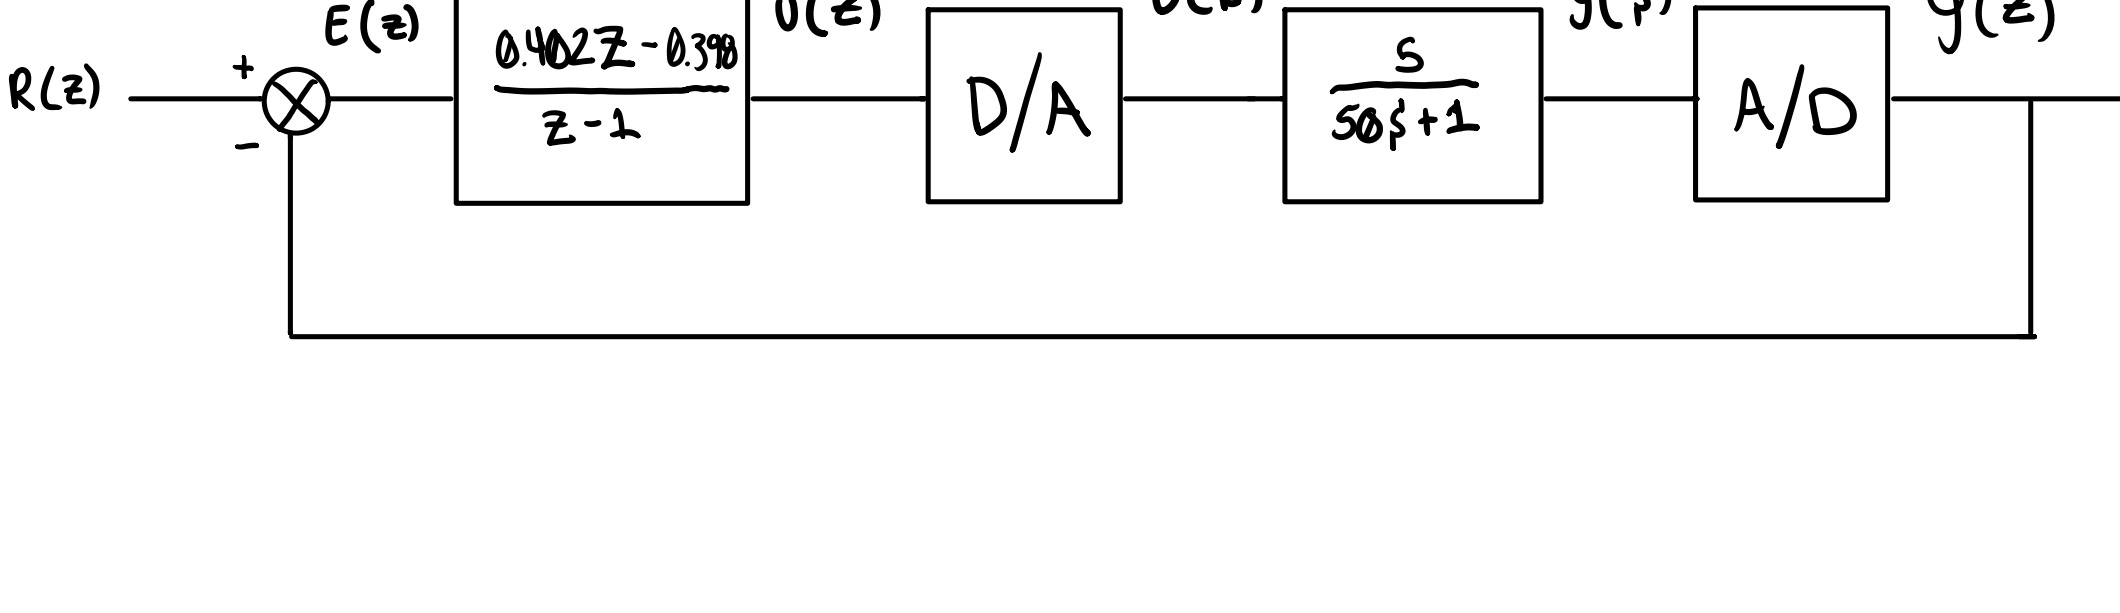 R(z)
+
-
E(z)
0.402z-0.398
z-1
U(z)
D/A
5
50s+1
A/D
y(z)